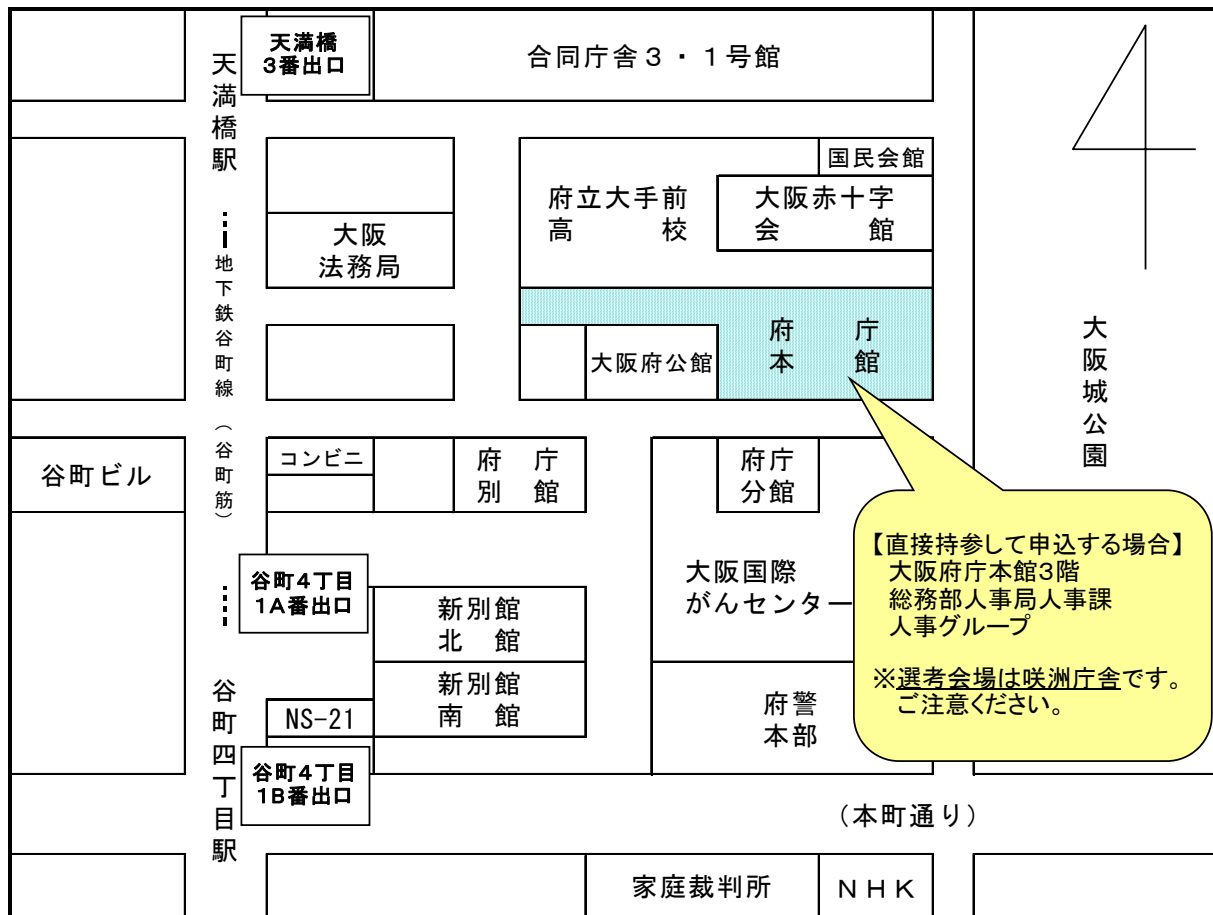 天満橋
3番出口
合同庁舎3・1号館
天満橋駅
国民会館
府立大手前
高　　校
大阪赤十字
会　　館
大阪
法務局
地下鉄谷町線（谷町筋）
府　庁
本　館
大阪府公館
大阪城公園
谷町ビル
コンビニ
府　庁
別　館
府庁
分館
【直接持参して申込する場合】
大阪府庁本館3階
総務部人事局人事課
人事グループ
※選考会場は咲洲庁舎です。
ご注意ください。
大阪国際
がんセンター
谷町4丁目
1A番出口
新別館
北　館
新別館
南　館
NS-21
府警
本部
谷町四丁目駅
谷町4丁目
1B番出口
（本町通り）
家庭裁判所
NHK